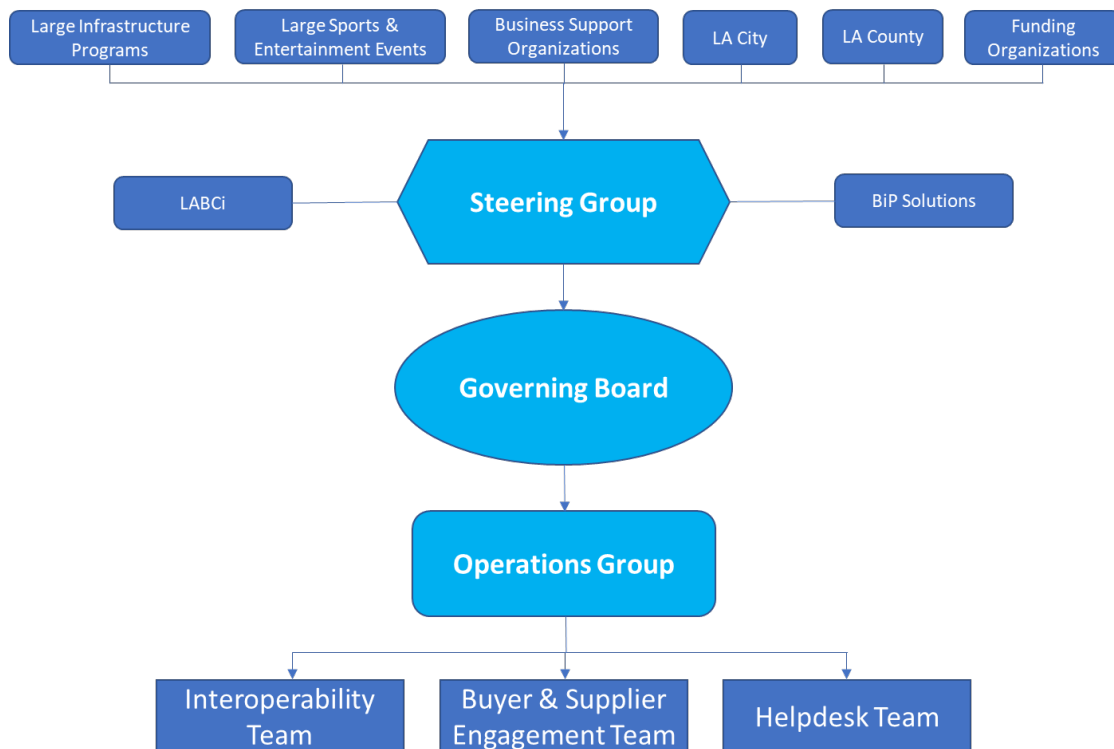 Large Infrastructure
Programs
Large Sports &
Entertainment Events
Business Support
Organizations
LA City
LA County
Funding
Organizations
LABCi
Steering Group
BiP Solutions
Governing Board
Operations Group
Interoperability
Team
Buyer & Supplier
Engagement Team
Helpdesk Team